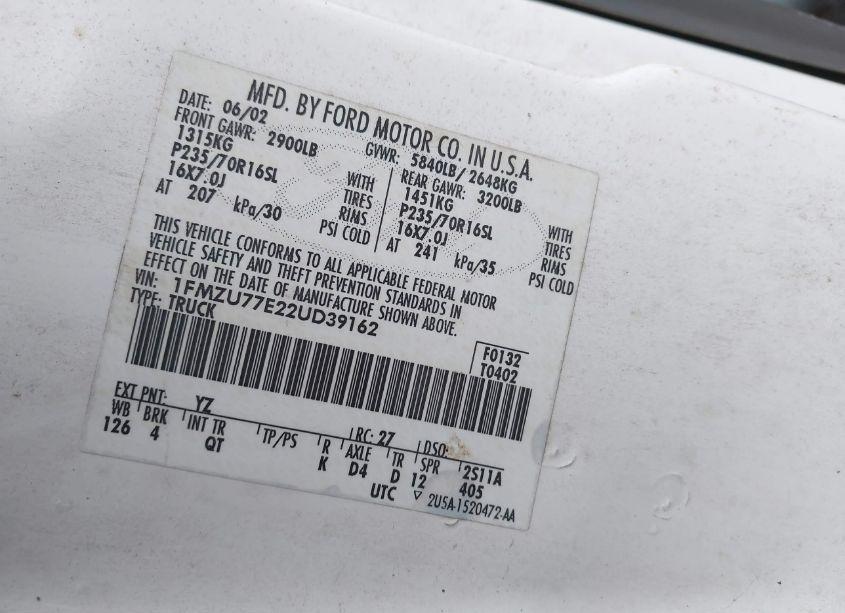 MFD. BY FORD MOTOR CO. IN U.S.A.
DATE: 06/02 GVWR: 5840LB / 2648KG
FRONT GAWR: 2900LB REAR GAWR: 3200LB
1315KG WITH 1451KG WITH
P235/70R16SL TIRES P235/70R16SL TIRES
16X7.0J RIMS 16X7.0J RIMS
AT 207 kPa/30 PSI COLD AT 241 kPa/35 PSI COLD
THIS VEHICLE CONFORMS TO ALL APPLICABLE FEDERAL MOTOR
VEHICLE SAFETY AND THEFT PREVENTION STANDARDS IN
EFFECT ON THE DATE OF MANUFACTURE SHOWN ABOVE.
VIN: 1FMZU77E22UD39162
TYPE: TRUCK
F0132
T0402
EXT PNT: YZ RC: 27 DSO:
WB BRK INT TR TP/PS R AXLE TR SPR 2S11A
126 4 QT K D4 D 12 405
UTC ▽ 2U5A-1520472-AA